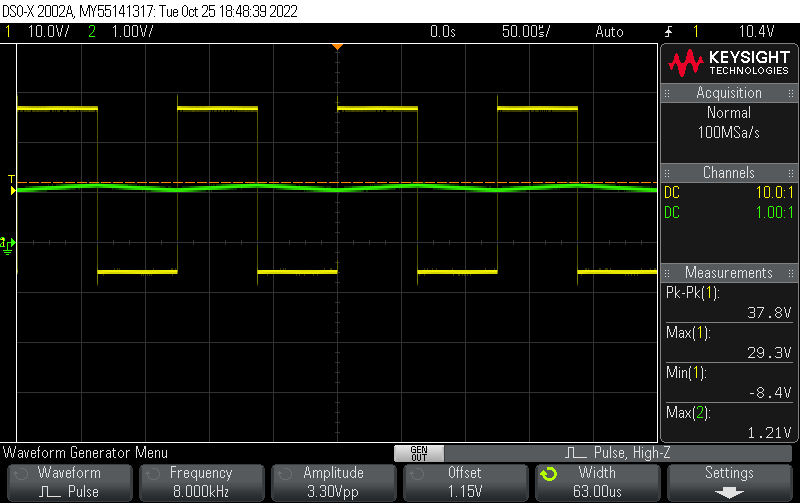 DSO-X 2002A, MY55141317: Tue Oct 25 18:48:39 2022
1 10.0V/ 2 1.00V/ 0.0s 50.00us/ Auto 1 10.4V
KEYSIGHT
TECHNOLOGIES
Acquisition
Normal
100MSa/s
Channels
DC 10.0:1
DC 1.00:1
T
2
Measurements
Pk-Pk(1):
37.8V
Max(1):
29.3V
Min(1):
-8.4V
Max(2):
1.21V
Waveform Generator Menu
GEN
OUT
Pulse, High-Z
Waveform
Pulse
Frequency
8.000kHz
Amplitude
3.30Vpp
Offset
1.15V
Width
63.00us
Settings